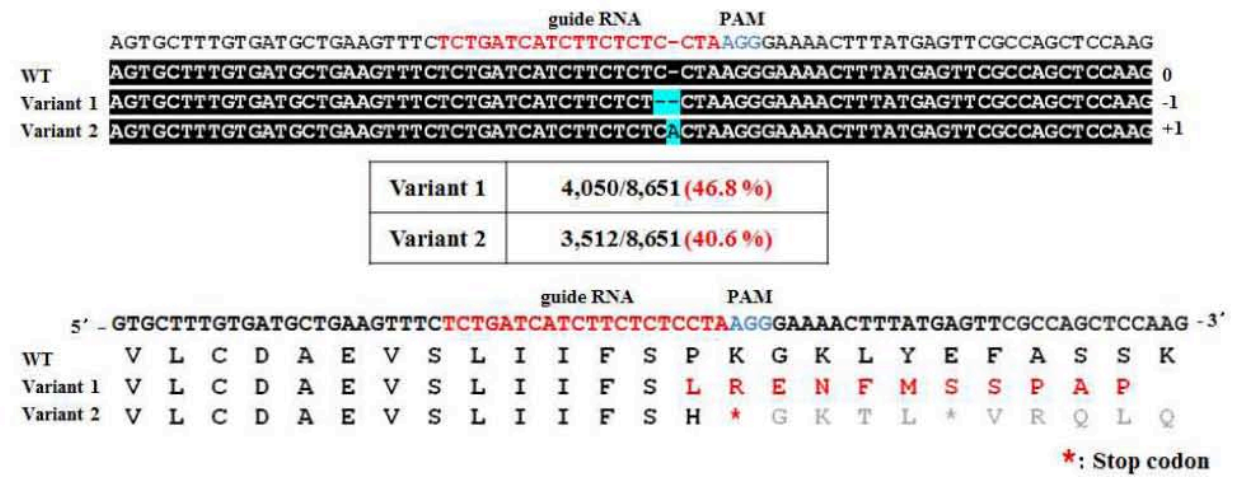 guide RNA PAM
AGTGCTTTGTGATGCTGAAGTTTCTCTGATCATCTTCTCTC-CTAAGGGAAAACTTTATGAGTTCGCCAGCTCCAAG
WT AGTGCTTTGTGATGCTGAAGTTTCTCTGATCATCTTCTCTC-CTAAGGGAAAACTTTATGAGTTCGCCAGCTCCAAG 0
Variant 1 AGTGCTTTGTGATGCTGAAGTTTCTCTGATCATCTTCTCT--CTAAGGGAAAACTTTATGAGTTCGCCAGCTCCAAG -1
Variant 2 AGTGCTTTGTGATGCTGAAGTTTCTCTGATCATCTTCTCTCACTAAGGGAAAACTTTATGAGTTCGCCAGCTCCAAG +1
Variant 1 4,050/8,651 (46.8 %)
Variant 2 3,512/8,651 (40.6 %)
guide RNA PAM
5′ - GTGCTTTGTGATGCTGAAGTTTCTCTGATCATCTTCTCTCCTAAGGGAAAACTTTATGAGTTCGCCAGCTCCAAG -3′
WT V L C D A E V S L I I F S P K G K L Y E F A S S K
Variant 1 V L C D A E V S L I I F S L R E N F M S S P A P
Variant 2 V L C D A E V S L I I F S H * G K T L * V R Q L Q
*: Stop codon